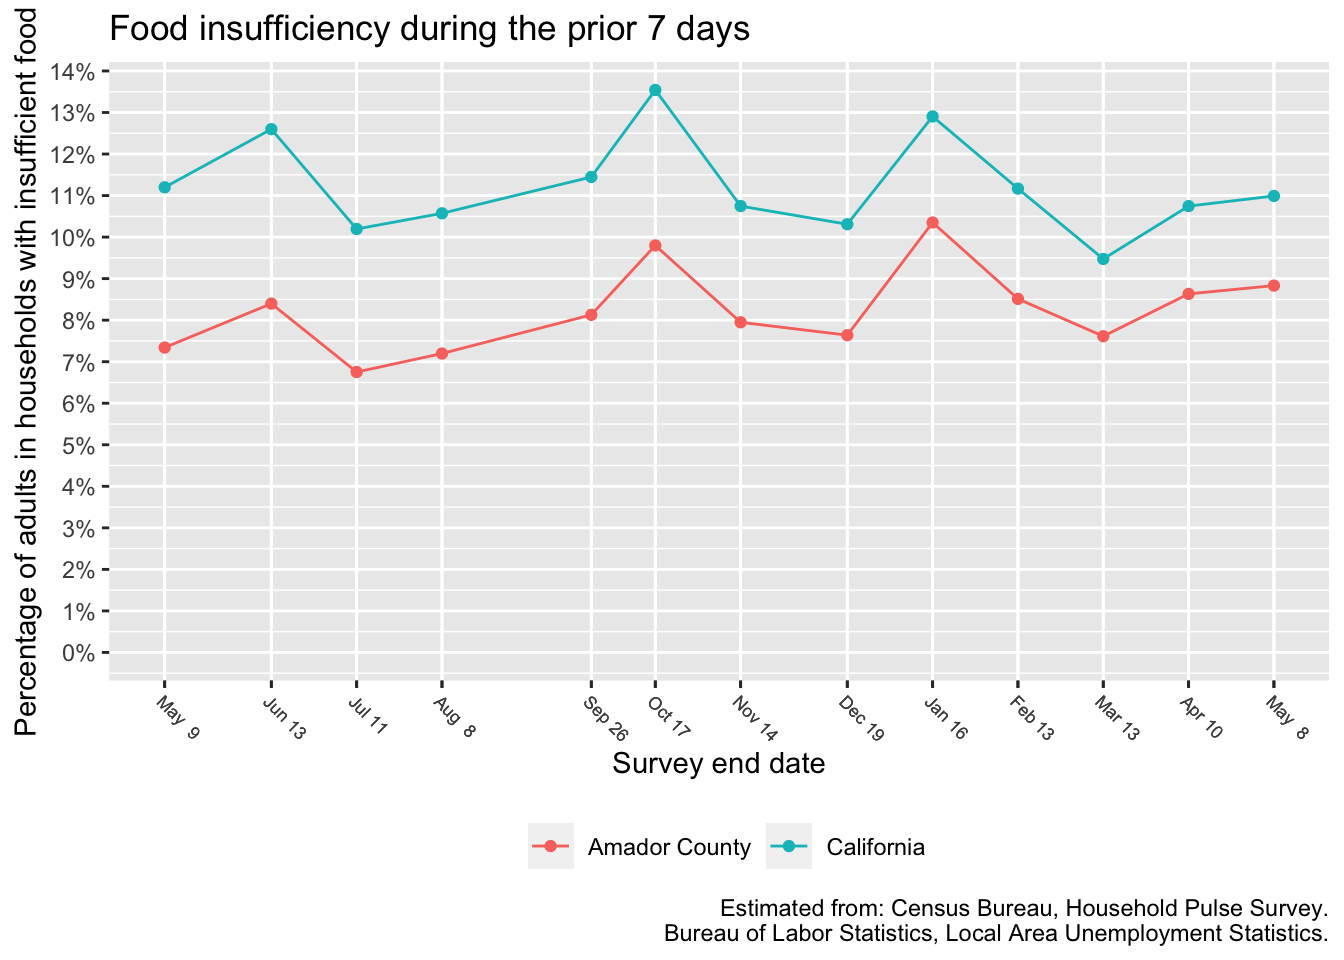 Food insufficiency during the prior 7 days
Percentage of adults in households with insufficient food
14%
13%
12%
11%
10%
9%
8%
7%
6%
5%
4%
3%
2%
1%
0%
May 9
Jun 13
Jul 11
Aug 8
Sep 26
Oct 17
Nov 14
Dec 19
Jan 16
Feb 13
Mar 13
Apr 10
May 8
Survey end date
Amador County
California
Estimated from: Census Bureau, Household Pulse Survey.
Bureau of Labor Statistics, Local Area Unemployment Statistics.